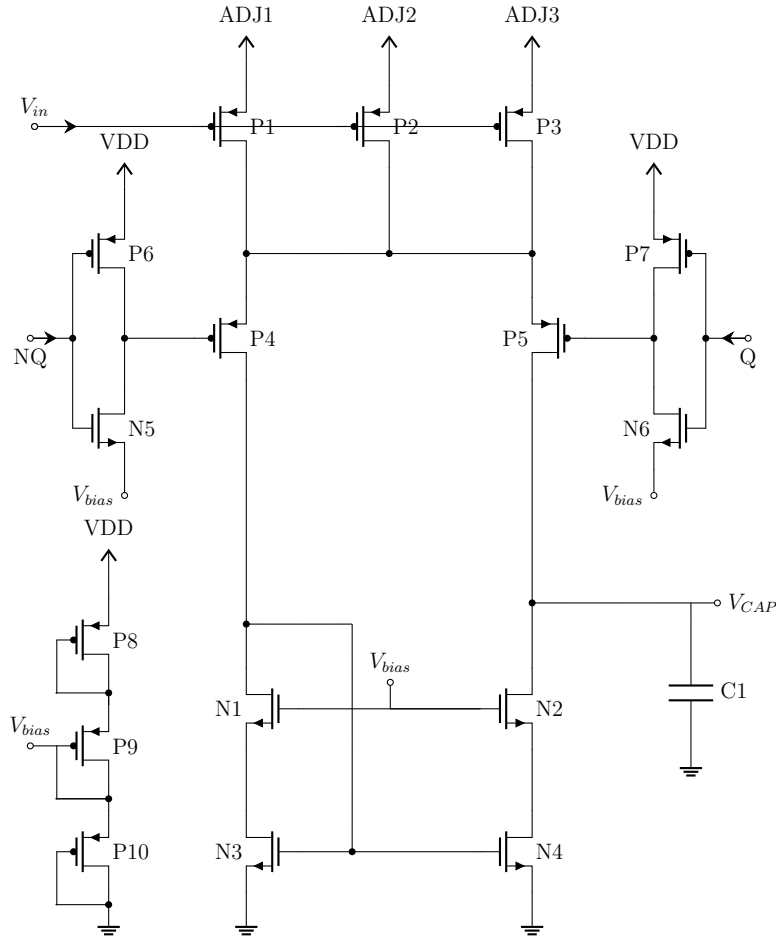 ADJ1 ADJ2 ADJ3
V_in
P1 P2 P3
VDD VDD
P6 P7
NQ P4 P5 Q
N5 N6
V_bias V_bias
VDD
V_CAP
P8
V_bias
C1
N1 N2
V_bias P9
P10 N3 N4